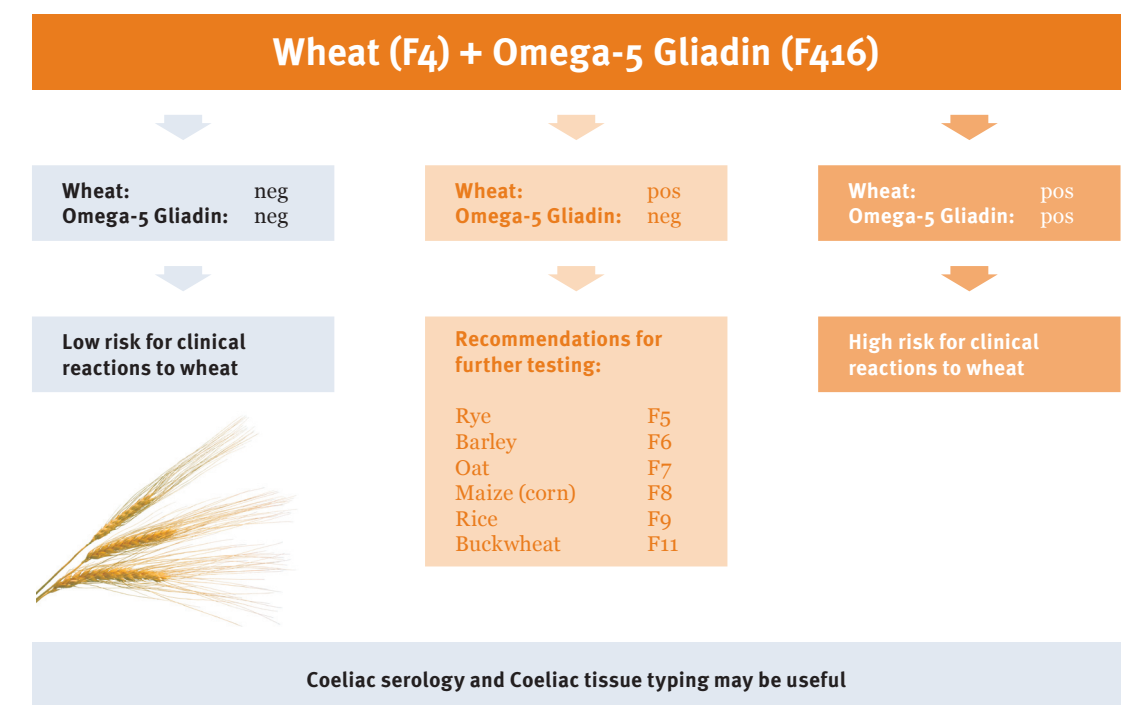 Wheat (F4) + Omega-5 Gliadin (F416)
Wheat: neg
Omega-5 Gliadin: neg
Low risk for clinical
reactions to wheat
Wheat: pos
Omega-5 Gliadin: neg
Recommendations for
further testing:
Rye F5
Barley F6
Oat F7
Maize (corn) F8
Rice F9
Buckwheat F11
Wheat: pos
Omega-5 Gliadin: pos
High risk for clinical
reactions to wheat
Coeliac serology and Coeliac tissue typing may be useful